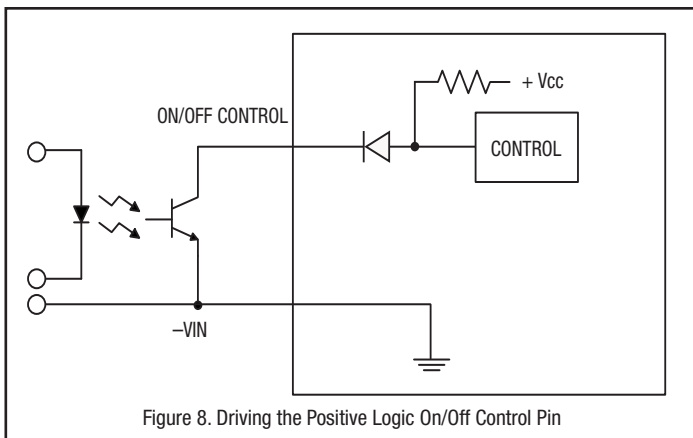 + Vcc
ON/OFF CONTROL
CONTROL
–VIN
Figure 8. Driving the Positive Logic On/Off Control Pin